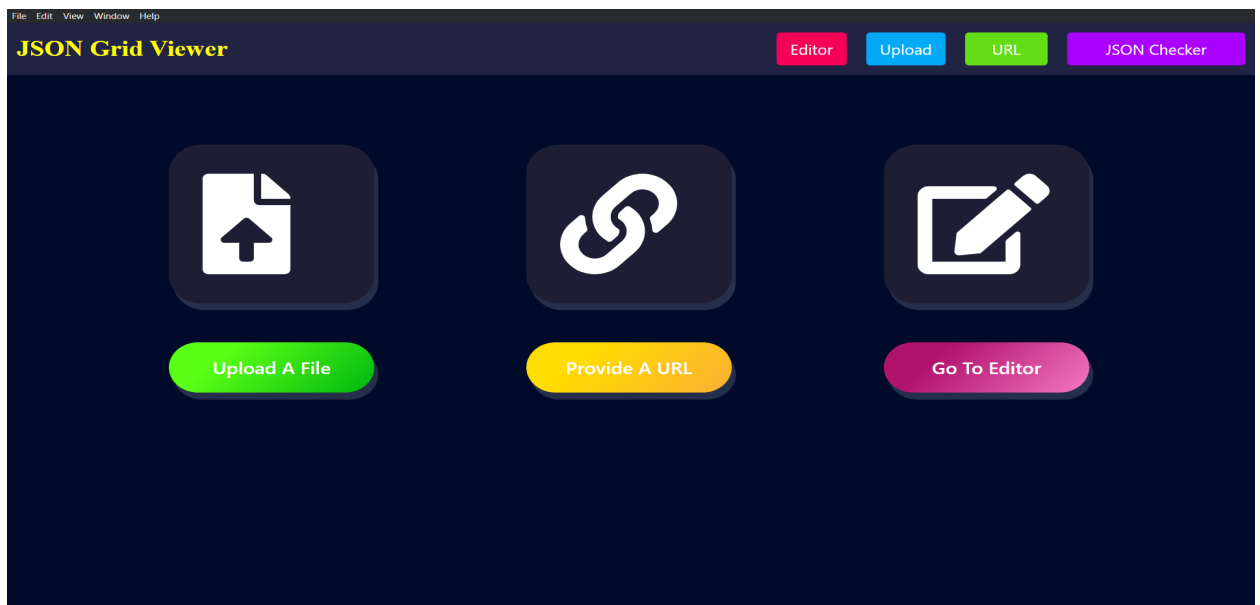 File Edit View Window Help
JSON Grid Viewer Editor Upload URL JSON Checker
Upload A File Provide A URL Go To Editor